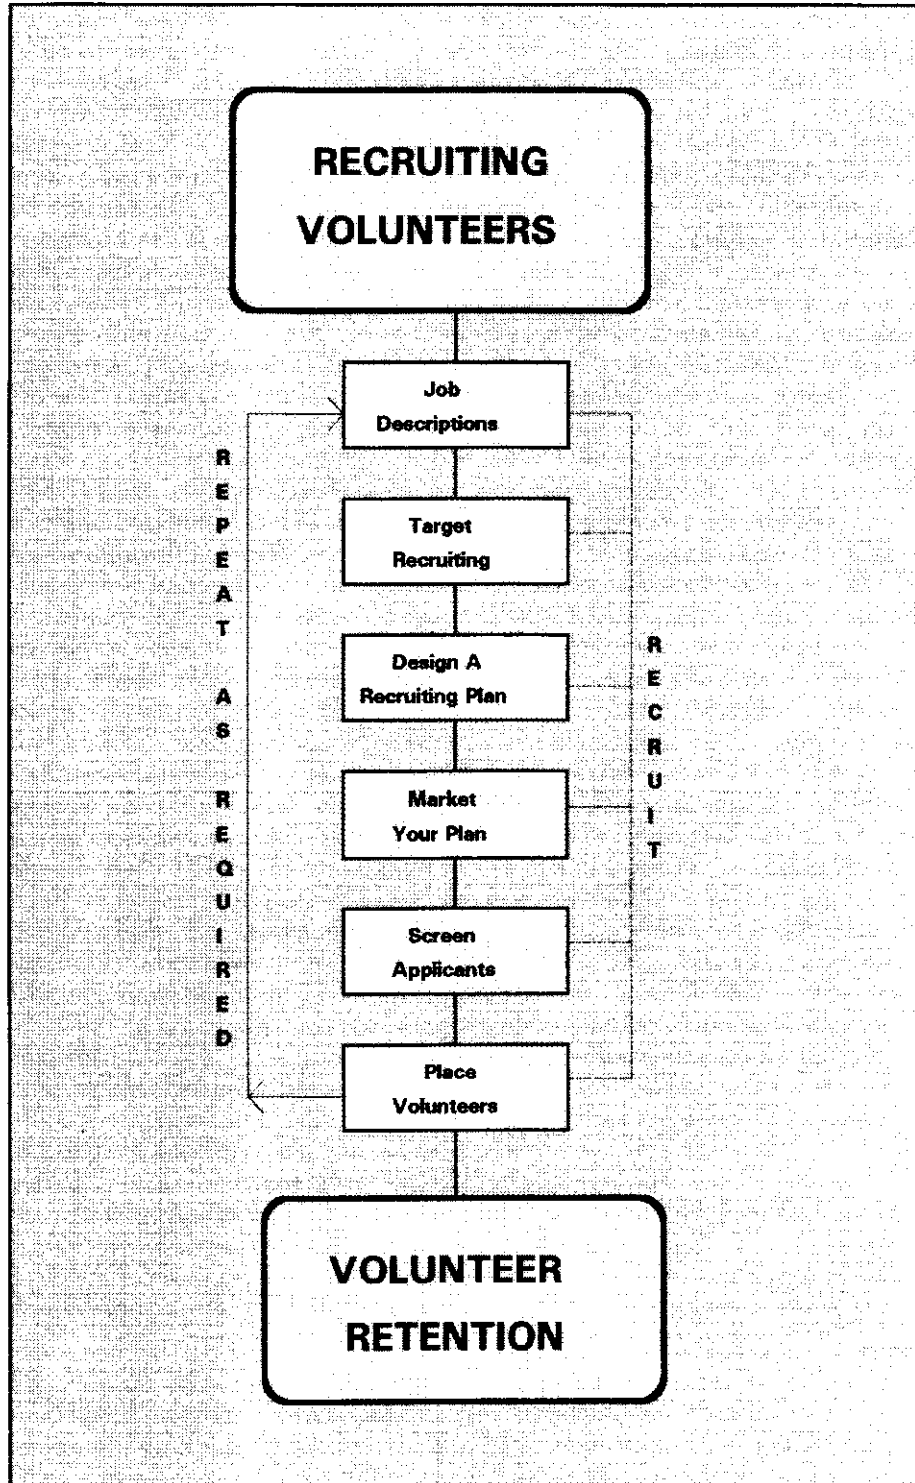 RECRUITING
VOLUNTEERS
Job
Descriptions
Target
Recruiting
Design A
Recruiting Plan
Market
Your Plan
Screen
Applicants
Place
Volunteers
REPEAT AS REQUIRED
RECRUIT
VOLUNTEER
RETENTION